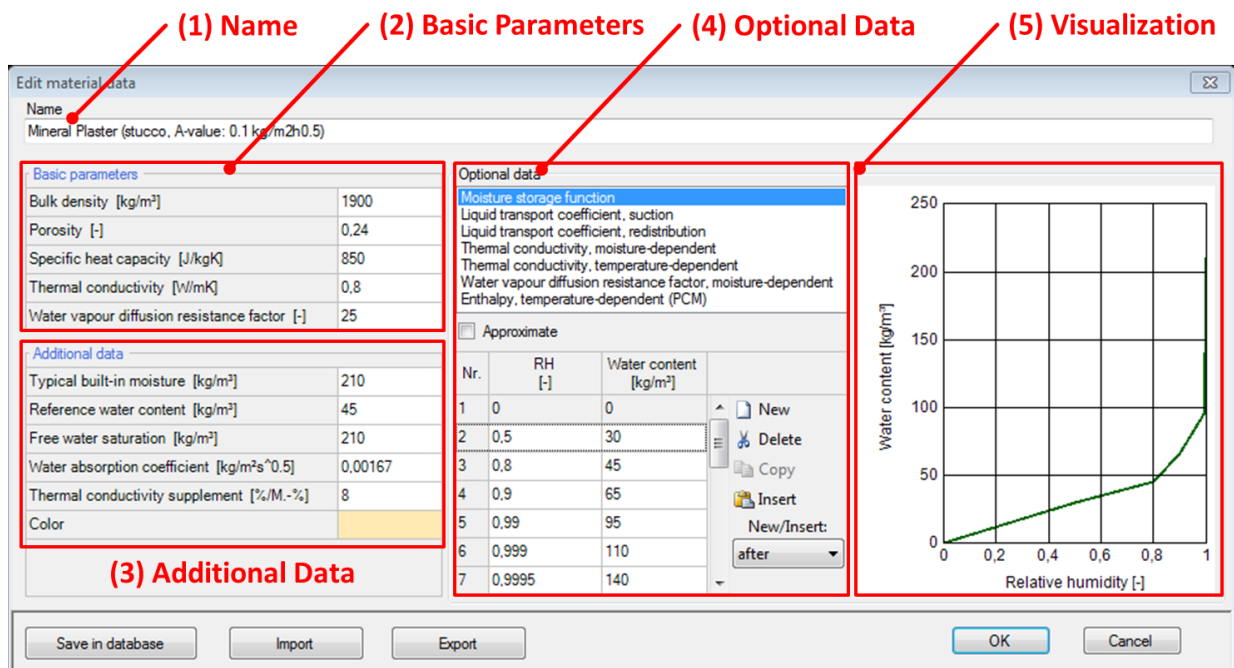 (1) Name
(2) Basic Parameters
(4) Optional Data
(5) Visualization
Edit material data
Name
Mineral Plaster (stucco, A-value: 0.1 kg/m2h0.5)
Basic parameters
Bulk density [kg/m³] 1900
Porosity [-] 0,24
Specific heat capacity [J/kgK] 850
Thermal conductivity [W/mK] 0,8
Water vapour diffusion resistance factor [-] 25
Additional data
Typical built-in moisture [kg/m³] 210
Reference water content [kg/m³] 45
Free water saturation [kg/m³] 210
Water absorption coefficient [kg/m²s^0.5] 0,00167
Thermal conductivity supplement [%/M.-%] 8
Color
(3) Additional Data
Optional data
Moisture storage function
Liquid transport coefficient, suction
Liquid transport coefficient, redistribution
Thermal conductivity, moisture-dependent
Thermal conductivity, temperature-dependent
Water vapour diffusion resistance factor, moisture-dependent
Enthalpy, temperature-dependent (PCM)
Approximate
Nr. RH [-] Water content [kg/m³]
1 0 0
2 0,5 30
3 0,8 45
4 0,9 65
5 0,99 95
6 0,999 110
7 0,9995 140
New
Delete
Copy
Insert
New/Insert:
after
Water content [kg/m³]
250
200
150
100
50
0
0 0,2 0,4 0,6 0,8 1
Relative humidity [-]
Save in database
Import
Export
OK
Cancel